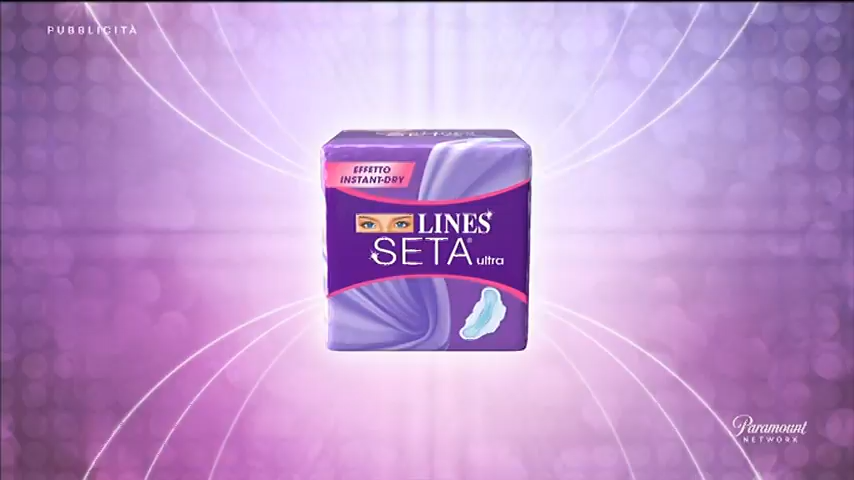 PUBBLICITÀ
EFFETTO
INSTANT-DRY
LINES
SETA® ultra
Paramount
NETWORK